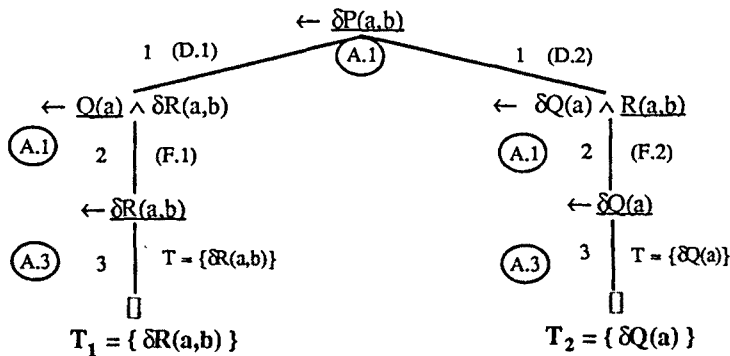 ← δP(a,b)
1 (D.1) A.1 1 (D.2)
← Q(a) ∧ δR(a,b) ← δQ(a) ∧ R(a,b)
A.1 2 (F.1) A.1 2 (F.2)
← δR(a,b) ← δQ(a)
A.3 3 T = {δR(a,b)} A.3 3 T = {δQ(a)}
[] []
T₁ = { δR(a,b) } T₂ = { δQ(a) }